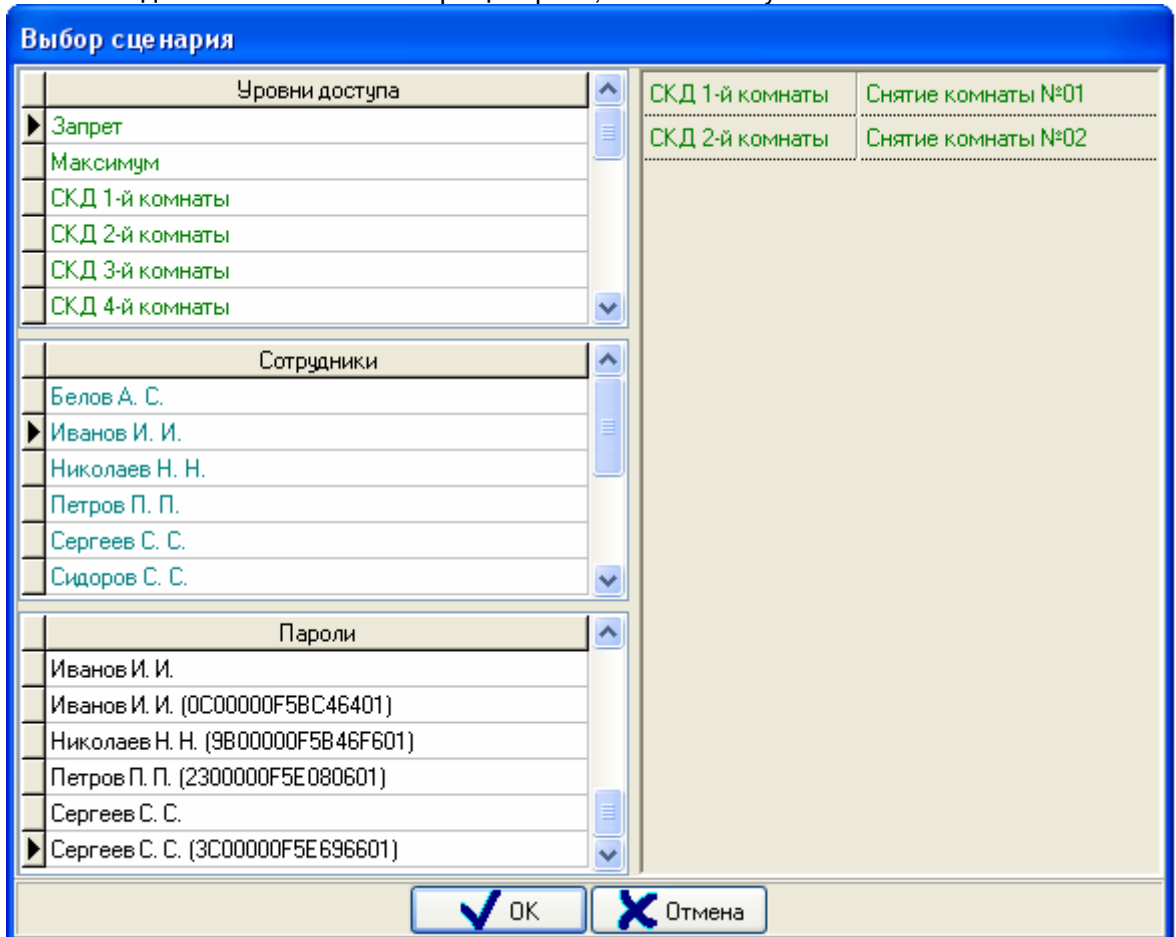 Выбор сценария
Уровни доступа
Запрет
Максимум
СКД 1-й комнаты
СКД 2-й комнаты
СКД 3-й комнаты
СКД 4-й комнаты
Сотрудники
Белов А. С.
Иванов И. И.
Николаев Н. Н.
Петров П. П.
Сергеев С. С.
Сидоров С. С.
Пароли
Иванов И. И.
Иванов И. И. (0C00000F5BC46401)
Николаев Н. Н. (9B00000F5B46F601)
Петров П. П. (2300000F5E080601)
Сергеев С. С.
Сергеев С. С. (3C00000F5E696601)
СКД 1-й комнаты Снятие комнаты №01
СКД 2-й комнаты Снятие комнаты №02
OK Отмена